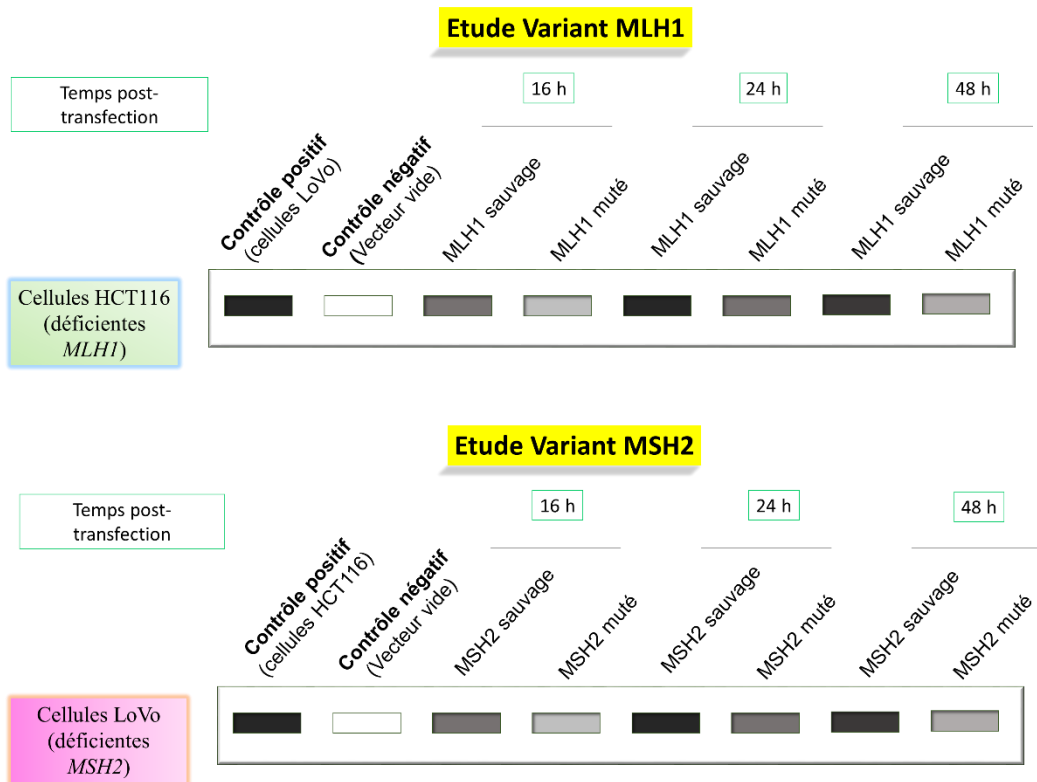 Etude Variant MLH1
Temps post-
transfection
16 h
24 h
48 h
Contrôle positif
(cellules LoVo)
Contrôle négatif
(Vecteur vide)
MLH1 sauvage
MLH1 muté
MLH1 sauvage
MLH1 muté
MLH1 sauvage
MLH1 muté
Cellules HCT116
(déficientes
MLH1)
Etude Variant MSH2
Temps post-
transfection
16 h
24 h
48 h
Contrôle positif
(cellules HCT116)
Contrôle négatif
(Vecteur vide)
MSH2 sauvage
MSH2 muté
MSH2 sauvage
MSH2 muté
MSH2 sauvage
MSH2 muté
Cellules LoVo
(déficientes
MSH2)